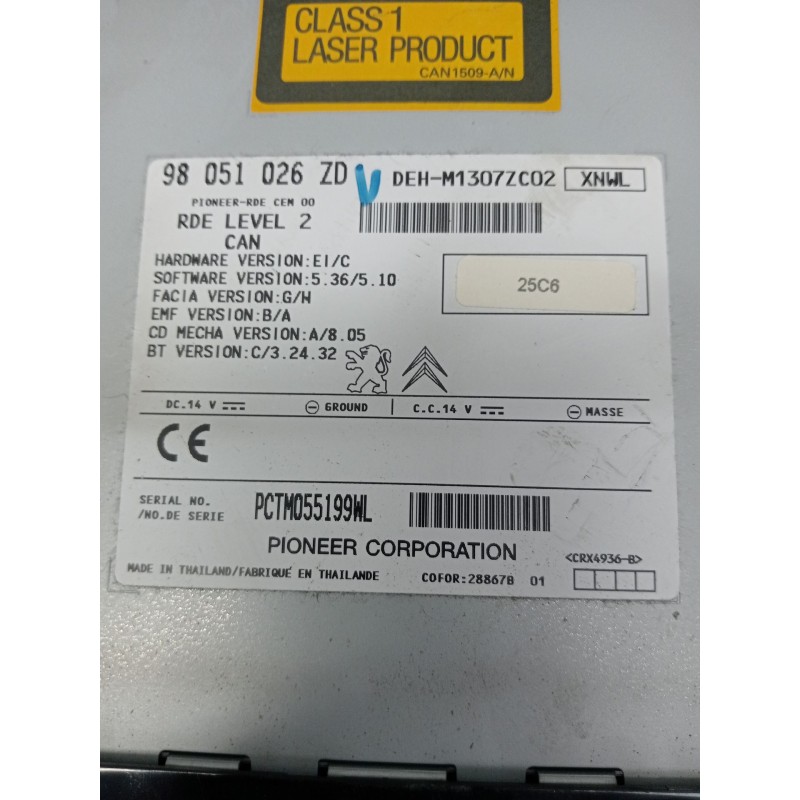 CLASS 1
LASER PRODUCT
CAN1509-A/N
98 051 026 ZD V DEH-M1307ZC02 XNWL
PIONEER-RDE CEM 00
RDE LEVEL 2
CAN
HARDWARE VERSION:EI/C
SOFTWARE VERSION:5.36/5.10
25C6
FACIA VERSION:G/H
EMF VERSION:B/A
CD MECHA VERSION:A/8.05
BT VERSION:C/3.24.32
DC.14 V GROUND C.C.14 V MASSE
CE
SERIAL NO.
/NO.DE SERIE PCTM055199WL
PIONEER CORPORATION
<CRX4936-B>
MADE IN THAILAND/FABRIQUÉ EN THAILANDE COFOR:28867B 01